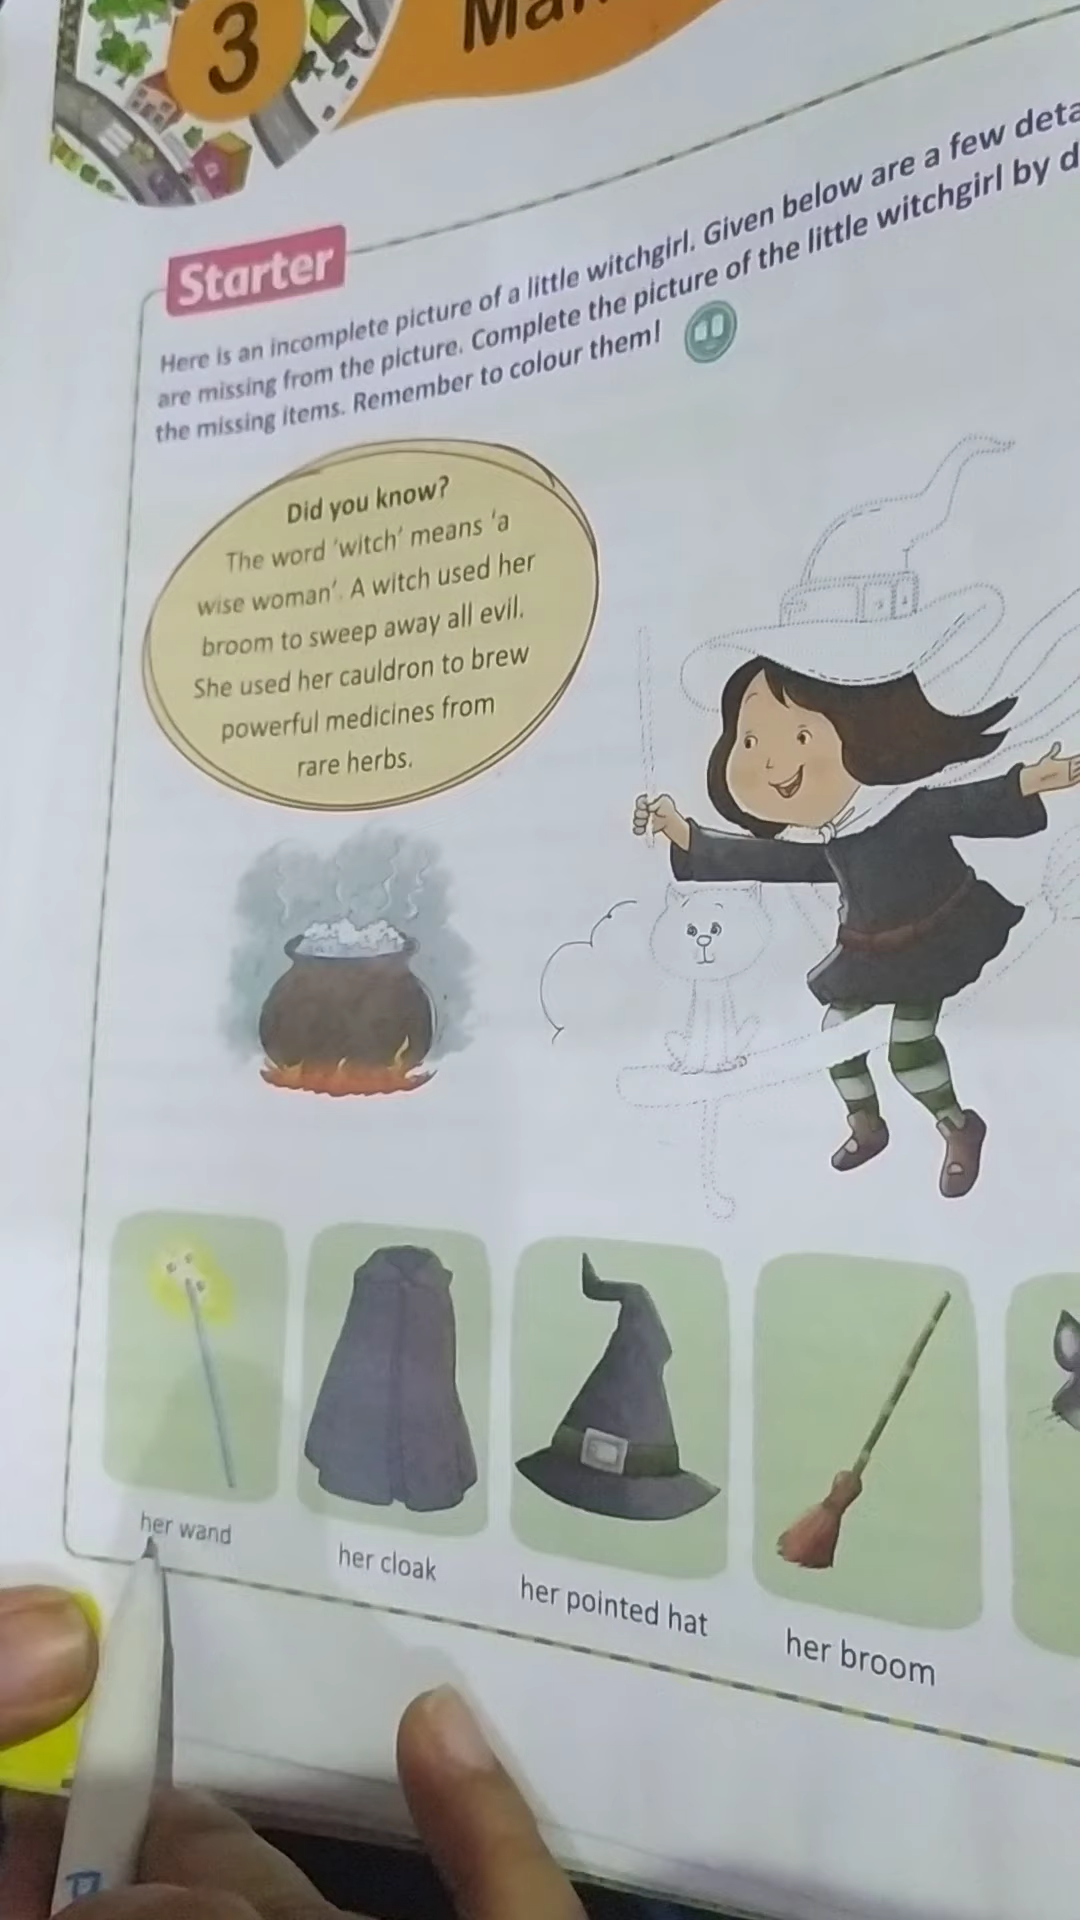 3
Starter
Here is an incomplete picture of a little witchgirl. Given below are a few
are missing from the picture. Complete the picture of the little witchgirl by
the missing items. Remember to colour them!
Did you know?
The word 'witch' means 'a
wise woman'. A witch used her
broom to sweep away all evil.
She used her cauldron to brew
powerful medicines from
rare herbs.
her wand
her cloak
her pointed hat
her broom